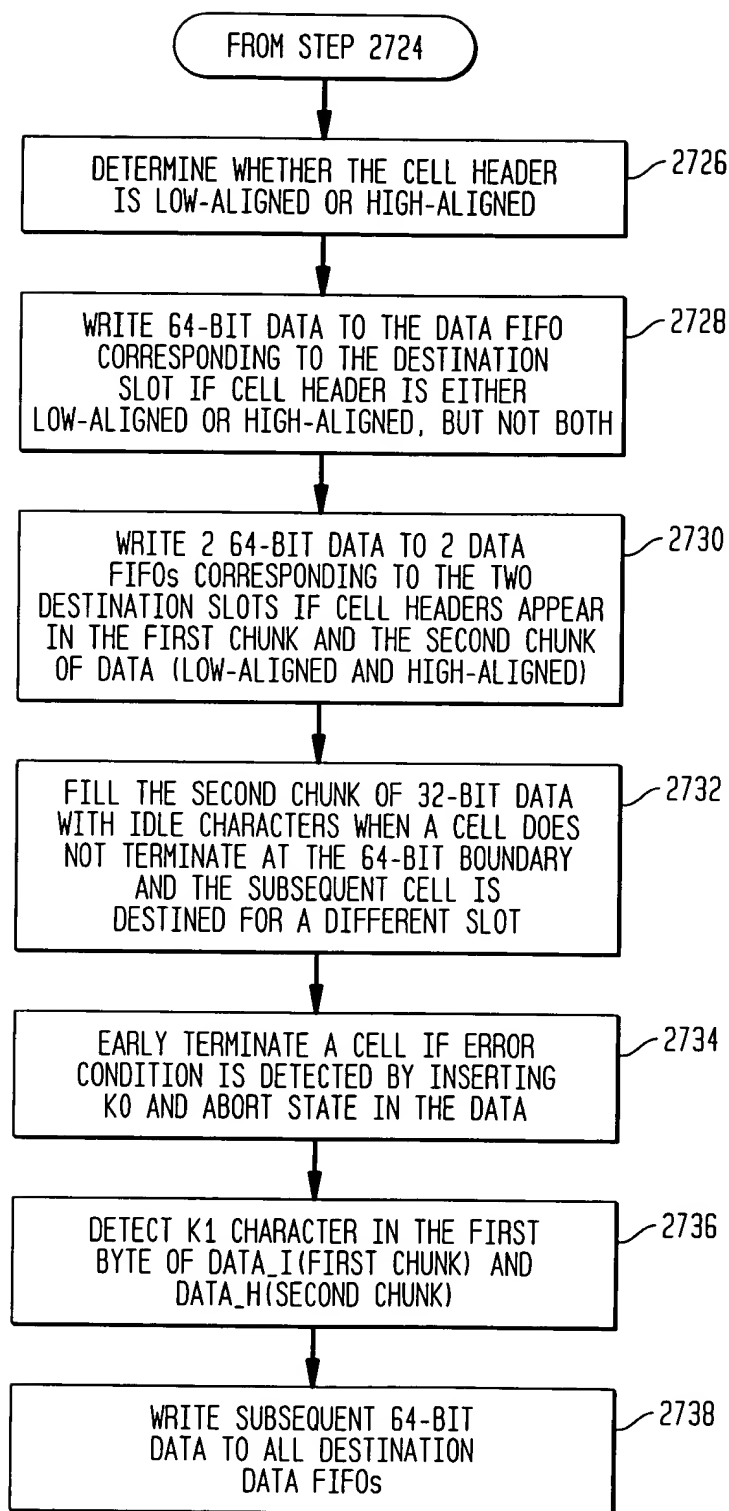 FROM STEP 2724
DETERMINE WHETHER THE CELL HEADER
IS LOW-ALIGNED OR HIGH-ALIGNED
2726
WRITE 64-BIT DATA TO THE DATA FIFO
CORRESPONDING TO THE DESTINATION
SLOT IF CELL HEADER IS EITHER
LOW-ALIGNED OR HIGH-ALIGNED, BUT NOT BOTH
2728
WRITE 2 64-BIT DATA TO 2 DATA
FIFOs CORRESPONDING TO THE TWO
DESTINATION SLOTS IF CELL HEADERS APPEAR
IN THE FIRST CHUNK AND THE SECOND CHUNK
OF DATA (LOW-ALIGNED AND HIGH-ALIGNED)
2730
FILL THE SECOND CHUNK OF 32-BIT DATA
WITH IDLE CHARACTERS WHEN A CELL DOES
NOT TERMINATE AT THE 64-BIT BOUNDARY
AND THE SUBSEQUENT CELL IS
DESTINED FOR A DIFFERENT SLOT
2732
EARLY TERMINATE A CELL IF ERROR
CONDITION IS DETECTED BY INSERTING
K0 AND ABORT STATE IN THE DATA
2734
DETECT K1 CHARACTER IN THE FIRST
BYTE OF DATA_I(FIRST CHUNK) AND
DATA_H(SECOND CHUNK)
2736
WRITE SUBSEQUENT 64-BIT
DATA TO ALL DESTINATION
DATA FIFOs
2738